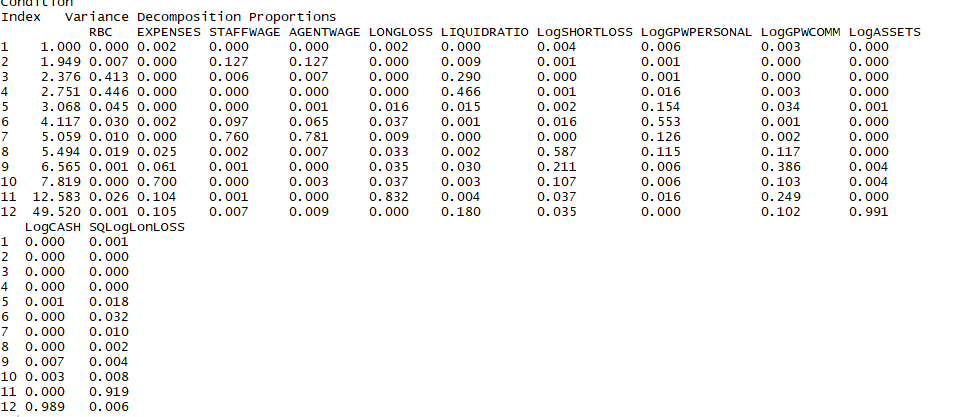 Condition
Index   Variance Decomposition Proportions
RBC   EXPENSES STAFFWAGE AGENTWAGE LONGLOSS LIQUIDRATIO LogSHORTLOSS LogGPWPERSONAL LogGPWCOMM LogASSETS
1    1.000 0.000 0.002    0.000     0.000     0.002    0.000       0.004        0.006          0.003      0.000
2    1.949 0.007 0.000    0.127     0.127     0.000    0.009       0.001        0.001          0.000      0.000
3    2.376 0.413 0.000    0.006     0.007     0.000    0.290       0.000        0.001          0.000      0.000
4    2.751 0.446 0.000    0.000     0.000     0.000    0.466       0.001        0.016          0.003      0.000
5    3.068 0.045 0.000    0.000     0.001     0.016    0.015       0.002        0.154          0.034      0.001
6    4.117 0.030 0.002    0.097     0.065     0.037    0.001       0.016        0.553          0.001      0.000
7    5.059 0.010 0.000    0.760     0.781     0.009    0.000       0.000        0.126          0.002      0.000
8    5.494 0.019 0.025    0.002     0.007     0.033    0.002       0.587        0.115          0.117      0.000
9    6.565 0.001 0.061    0.001     0.000     0.035    0.030       0.211        0.006          0.386      0.004
10   7.819 0.000 0.700    0.000     0.003     0.037    0.003       0.107        0.006          0.103      0.004
11  12.583 0.026 0.104    0.001     0.000     0.832    0.004       0.037        0.016          0.249      0.000
12  49.520 0.001 0.105    0.007     0.009     0.000    0.180       0.035        0.000          0.102      0.991
LogCASH SQLogLonLOSS
1  0.000   0.001
2  0.000   0.000
3  0.000   0.000
4  0.000   0.000
5  0.001   0.018
6  0.000   0.032
7  0.000   0.010
8  0.000   0.002
9  0.007   0.004
10 0.003   0.008
11 0.000   0.919
12 0.989   0.006